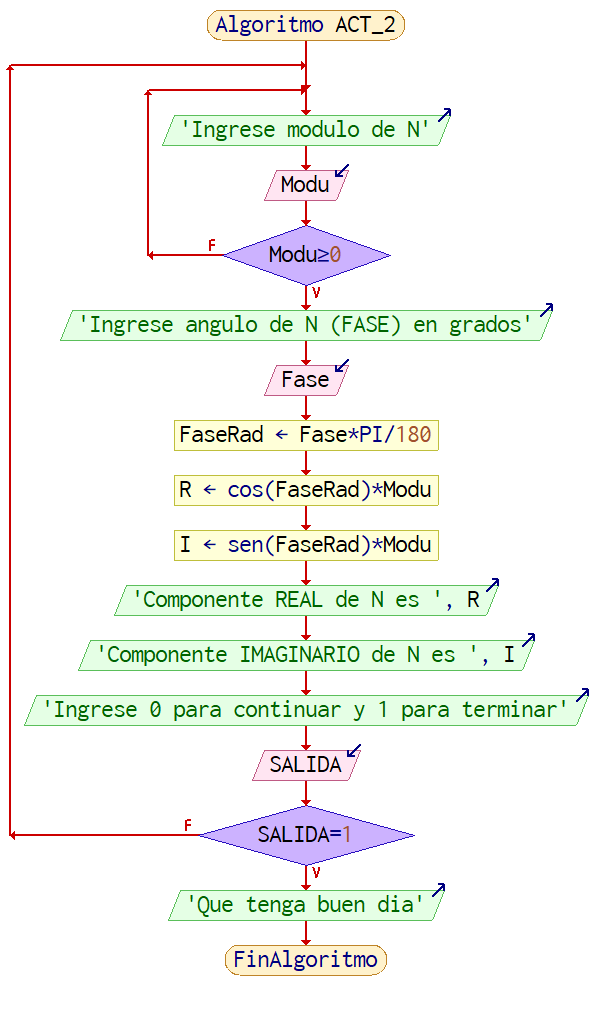 Algoritmo ACT_2
'Ingrese modulo de N'
Modu
Modu≥0
F
V
'Ingrese angulo de N (FASE) en grados'
Fase
FaseRad ← Fase*PI/180
R ← cos(FaseRad)*Modu
I ← sen(FaseRad)*Modu
'Componente REAL de N es ', R
'Componente IMAGINARIO de N es ', I
'Ingrese 0 para continuar y 1 para terminar'
SALIDA
F
SALIDA=1
V
'Que tenga buen dia'
FinAlgoritmo